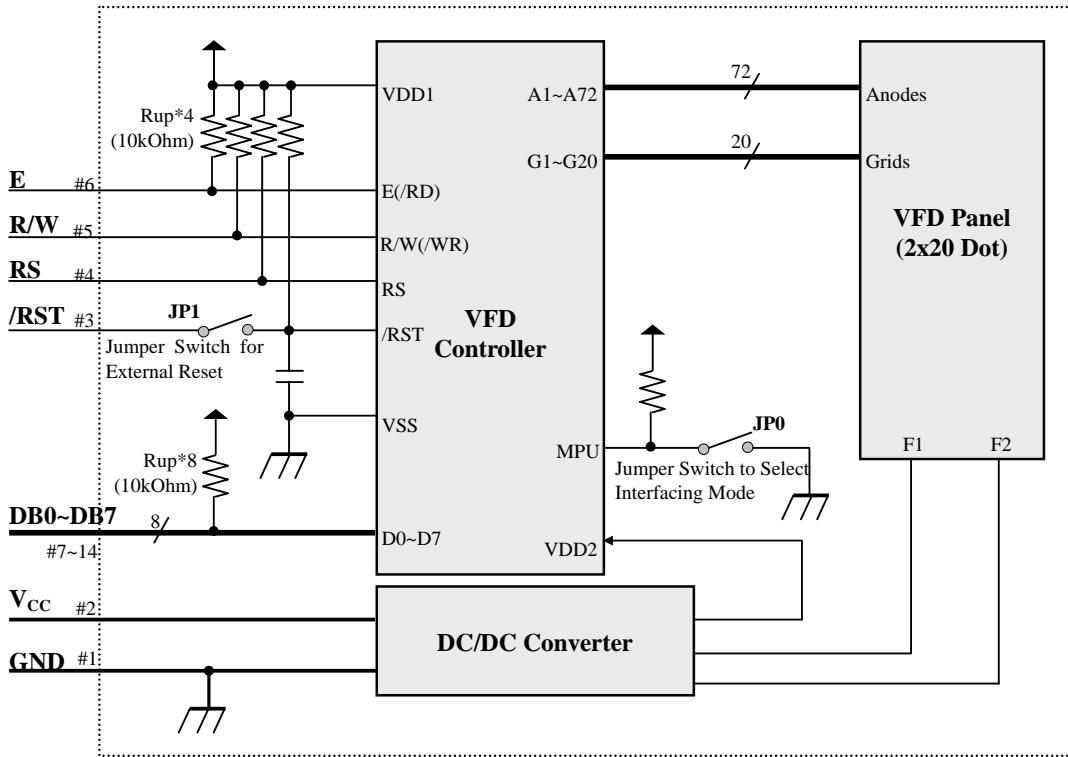 VDD1
A1~A72
72
Anodes
Rup*4
(10kOhm)
G1~G20
20
Grids
E #6
E(/RD)
R/W #5
R/W(/WR)
RS #4
RS
/RST #3
JP1
/RST
Jumper Switch for
External Reset
VFD
Controller
VFD Panel
(2x20 Dot)
VSS
MPU
JP0
Jumper Switch to Select
Interfacing Mode
F1
F2
Rup*8
(10kOhm)
DB0~DB7
8
#7~14
D0~D7
VDD2
VCC #2
GND #1
DC/DC Converter